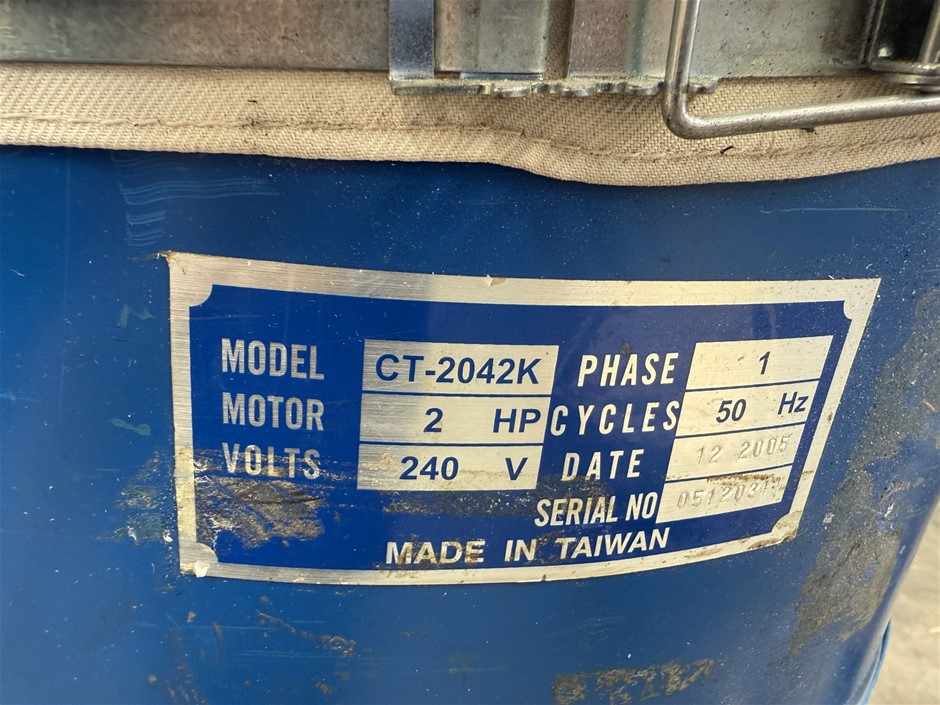 MODEL CT-2042K PHASE 1
MOTOR 2 HP CYCLES 50 Hz
VOLTS 240 V DATE 12 2005
SERIAL NO
MADE IN TAIWAN